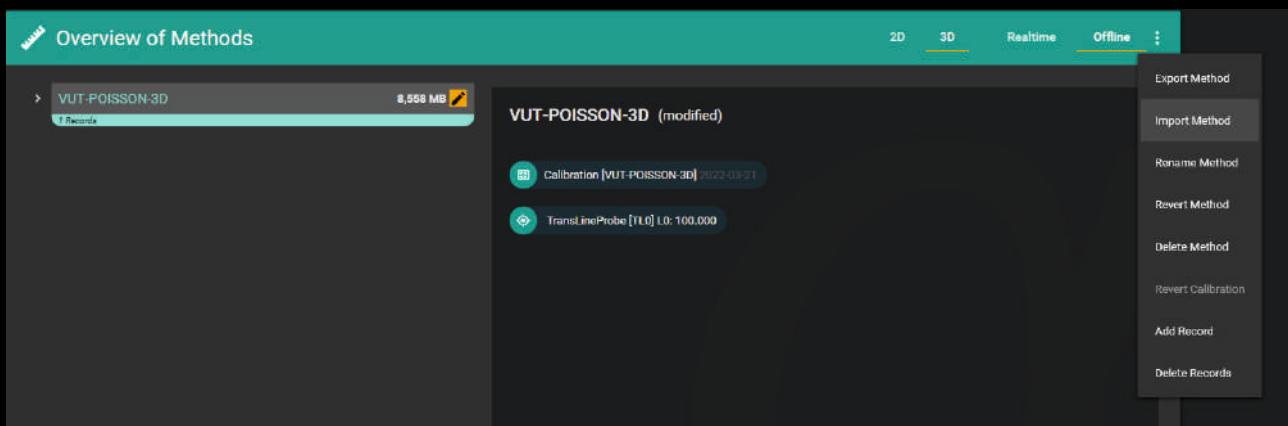 Overview of Methods
2D 3D Realtime Offline
VUT-POISSON-3D 8,558 MB
1 Records
VUT-POISSON-3D (modified)
Calibration [VUT-POISSON-3D] 2022-03-21
TransLineProbe [TL0] L0: 100.000
Export Method
Import Method
Rename Method
Revert Method
Delete Method
Revert Calibration
Add Record
Delete Records